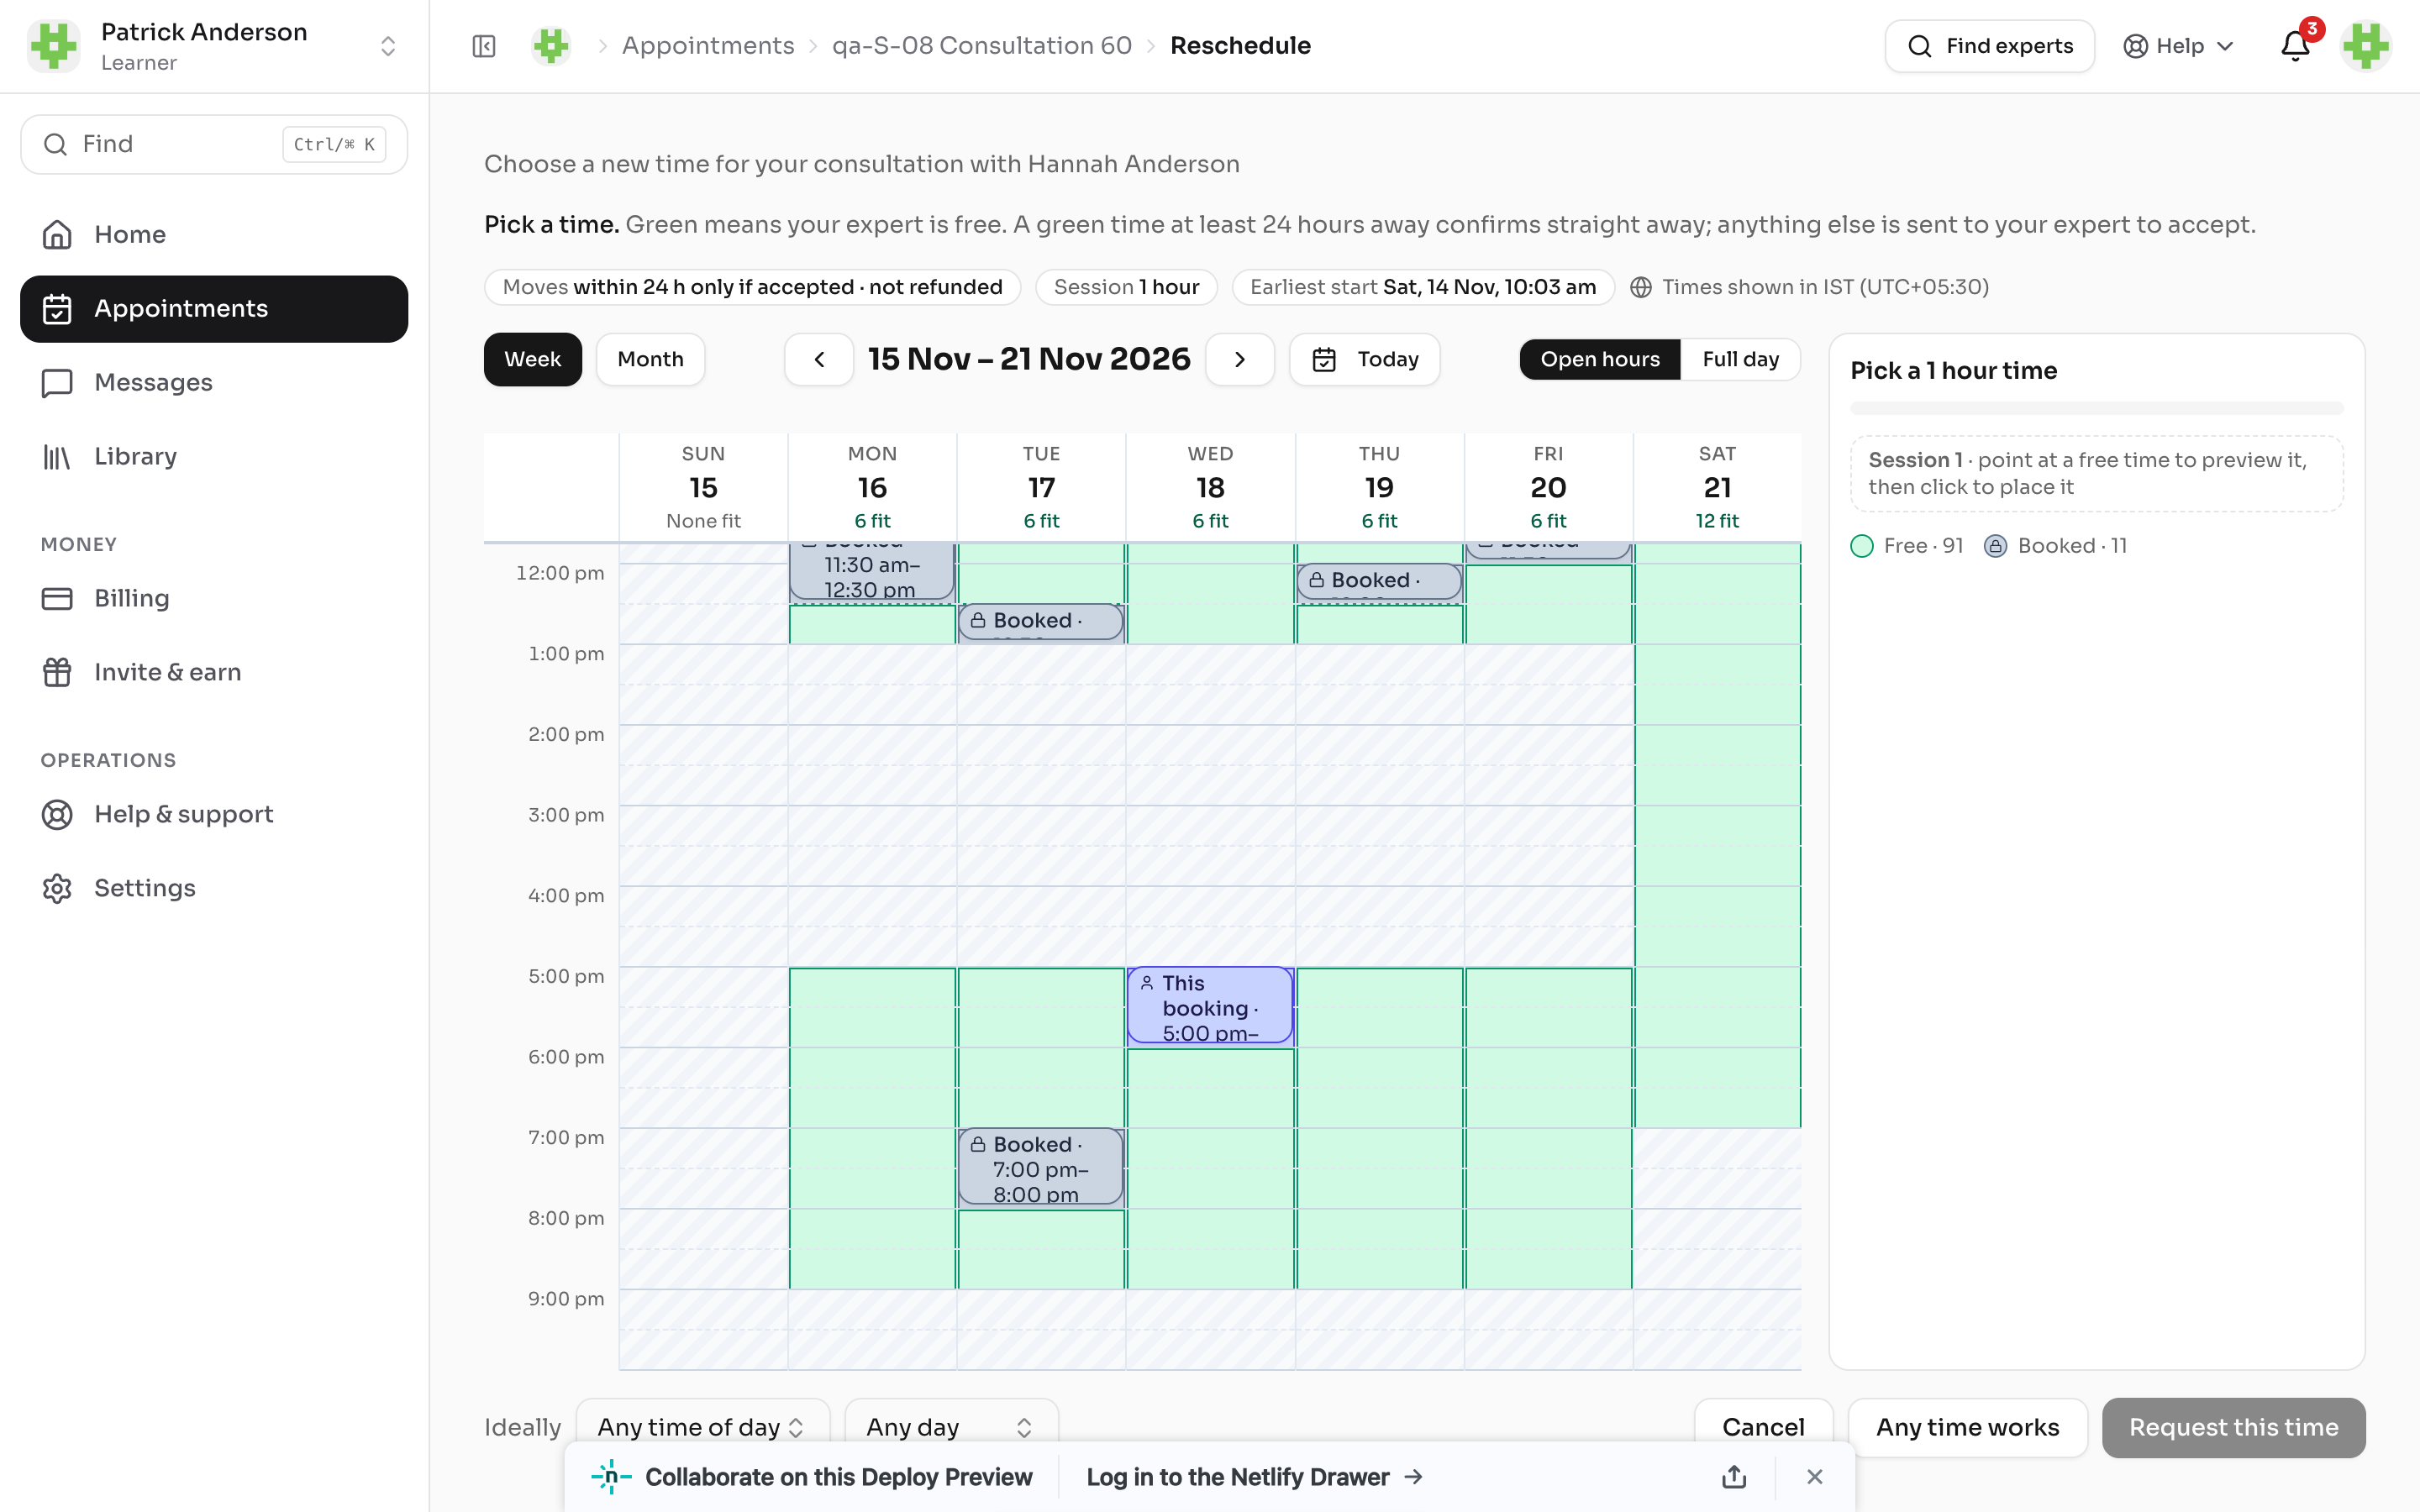 Patrick Anderson
Learner
Find
Ctrl/⌘ K
Home
Appointments
Messages
Library
MONEY
Billing
Invite & earn
OPERATIONS
Help & support
Settings
Appointments
qa-S-08 Consultation 60
Reschedule
Find experts
Help
3
Choose a new time for your consultation with Hannah Anderson
Pick a time. Green means your expert is free. A green time at least 24 hours away confirms straight away; anything else is sent to your expert to accept.
Moves within 24 h only if accepted · not refunded
Session 1 hour
Earliest start Sat, 14 Nov, 10:03 am
Times shown in IST (UTC+05:30)
Week
Month
15 Nov – 21 Nov 2026
Today
Open hours
Full day
SUN
15
None fit
MON
16
6 fit
TUE
17
6 fit
WED
18
6 fit
THU
19
6 fit
FRI
20
6 fit
SAT
21
12 fit
11:30 am–
12:30 pm
12:00 pm
Booked ·
Booked ·
1:00 pm
2:00 pm
3:00 pm
4:00 pm
5:00 pm
This
booking ·
5:00 pm–
6:00 pm
7:00 pm
Booked ·
7:00 pm–
8:00 pm
8:00 pm
9:00 pm
Pick a 1 hour time
Session 1 · point at a free time to preview it,
then click to place it
Free · 91
Booked · 11
Ideally
Any time of day
Any day
Cancel
Any time works
Request this time
Collaborate on this Deploy Preview
Log in to the Netlify Drawer →